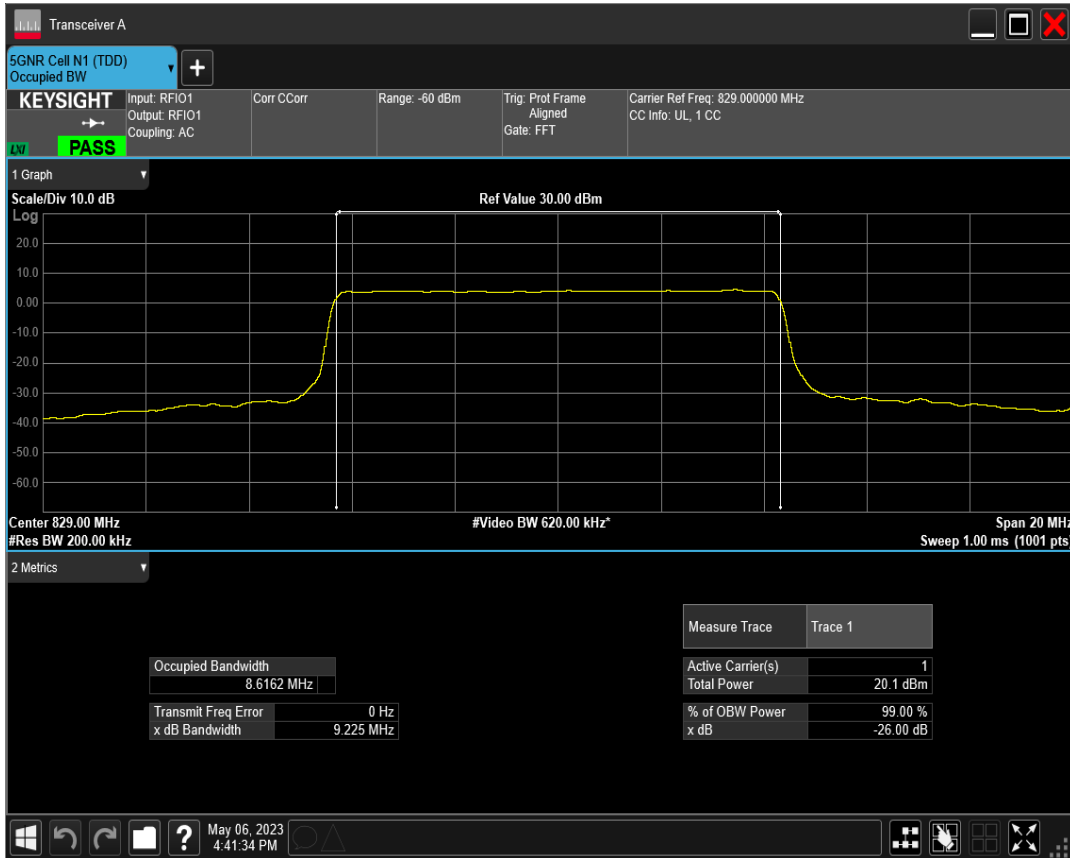 Transceiver A
5GNR Cell N1 (TDD)
Occupied BW
+
KEYSIGHT
LXI
PASS
Input: RFIO1
Output: RFIO1
Coupling: AC
Corr CCorr
Range: -60 dBm
Trig: Prot Frame
Aligned
Gate: FFT
Carrier Ref Freq: 829.000000 MHz
CC Info: UL, 1 CC
1 Graph
Scale/Div 10.0 dB
Ref Value 30.00 dBm
Log
20.0
10.0
0.00
-10.0
-20.0
-30.0
-40.0
-50.0
-60.0
Center 829.00 MHz
#Video BW 620.00 kHz*
Span 20 MHz
#Res BW 200.00 kHz
Sweep 1.00 ms (1001 pts)
2 Metrics
Measure Trace Trace 1
Occupied Bandwidth
8.6162 MHz
Active Carrier(s) 1
Total Power 20.1 dBm
Transmit Freq Error 0 Hz
x dB Bandwidth 9.225 MHz
% of OBW Power 99.00 %
x dB -26.00 dB
?
May 06, 2023
4:41:34 PM